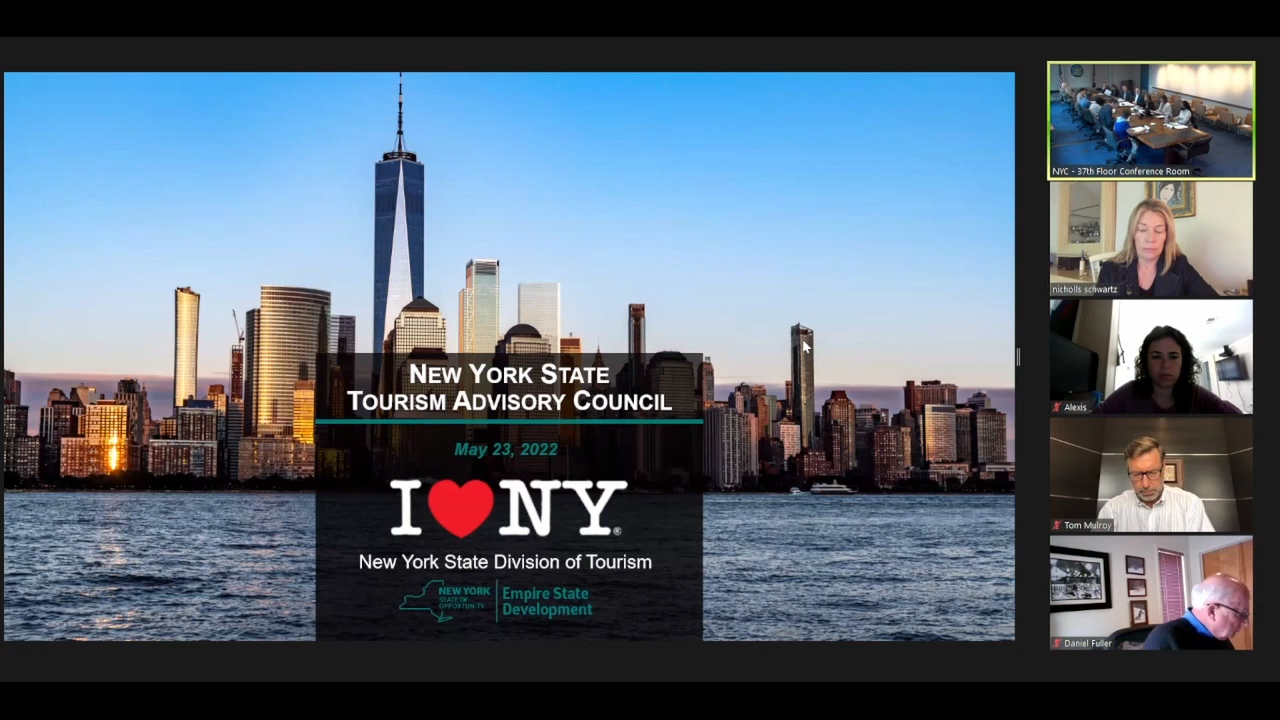 NEW YORK STATE
TOURISM ADVISORY COUNCIL
May 23, 2022
I NY®
New York State Division of Tourism
NEW YORK
STATE OF
OPPORTUNITY
Empire State
Development
NYC - 37th Floor Conference Room
nicholls schwartz
Alexis
Tom Mulroy
Daniel Fuller